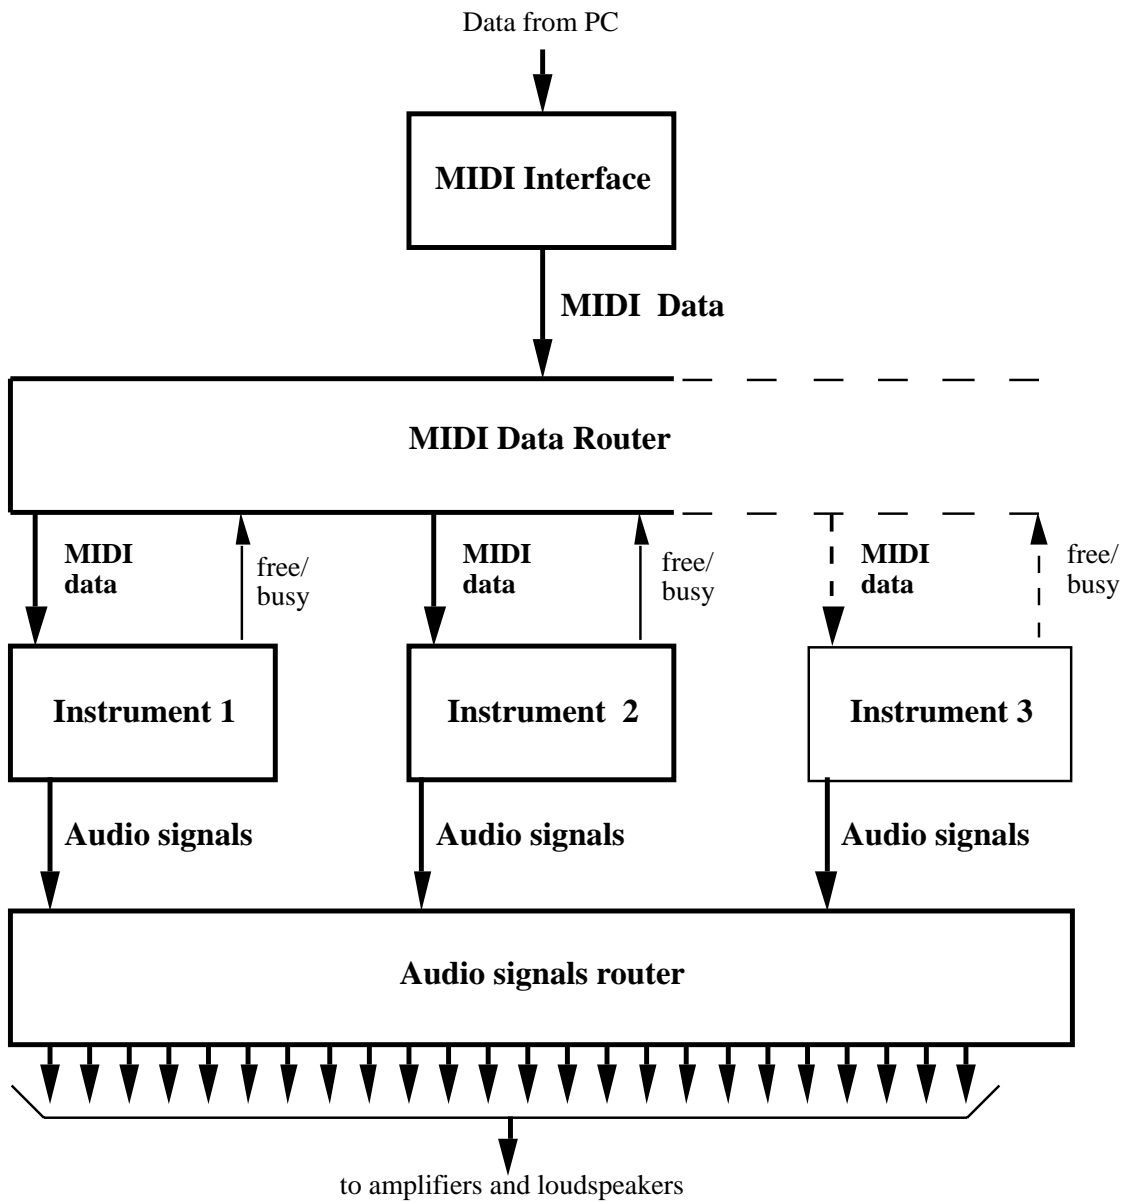 Data from PC
MIDI Interface
MIDI Data
MIDI Data Router
MIDI
data
free/
busy
MIDI
data
free/
busy
MIDI
data
free/
busy
Instrument 1
Instrument 2
Instrument 3
Audio signals
Audio signals
Audio signals
Audio signals router
to amplifiers and loudspeakers